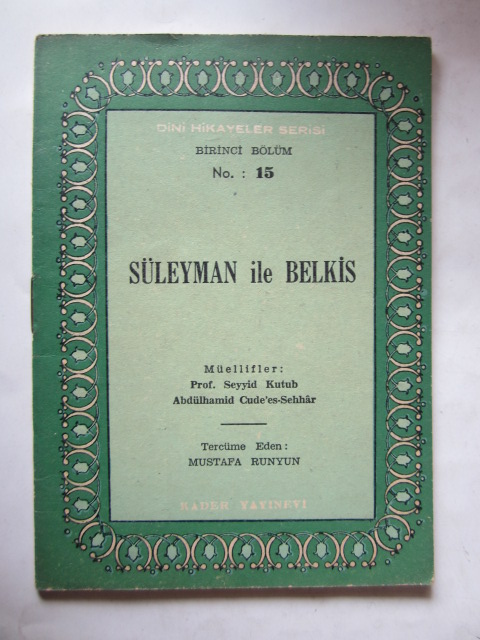 DİNİ HİKAYELER SERİSİ
BİRİNCİ BÖLÜM
No. : 15
SÜLEYMAN ile BELKİS
Müellifler:
Prof. Seyyid Kutub
Abdülhamid Cude'es-Sehhâr
Tercüme Eden:
MUSTAFA RUNYUN
KADER YAYINEVİ